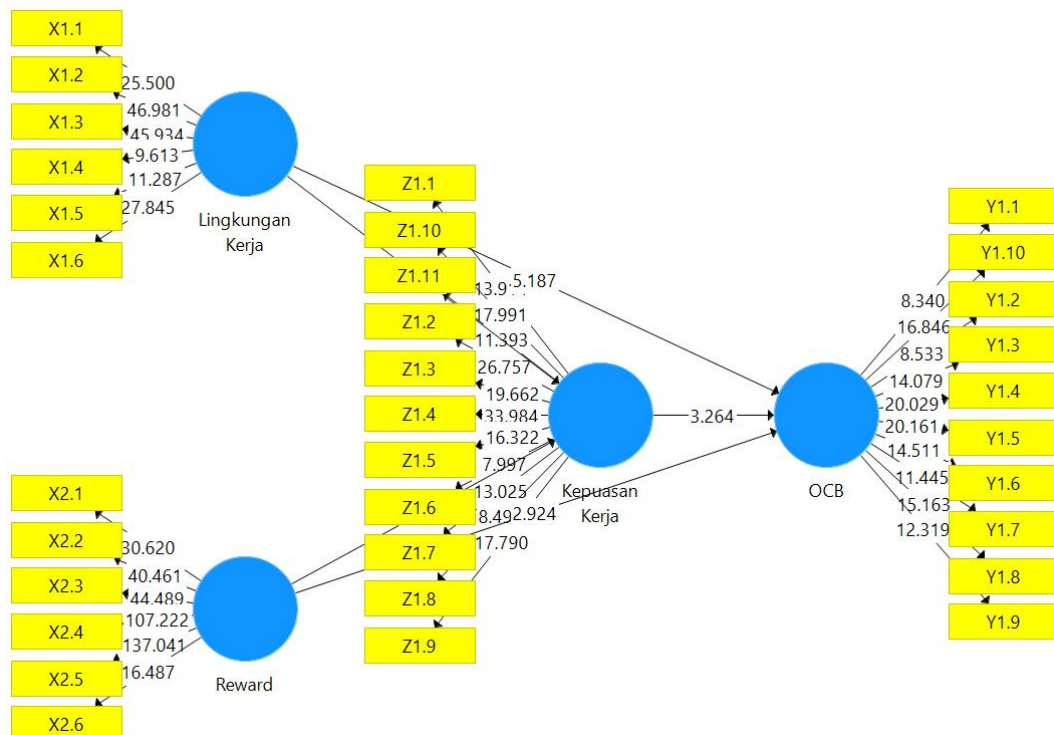 X1.1
X1.2
X1.3
X1.4
X1.5
X1.6
25.500
46.981
45.934
9.613
11.287
27.845
Lingkungan
Kerja
X2.1
X2.2
X2.3
X2.4
X2.5
X2.6
30.620
40.461
44.489
107.222
137.041
16.487
Reward
Z1.1
Z1.10
Z1.11
Z1.2
Z1.3
Z1.4
Z1.5
Z1.6
Z1.7
Z1.8
Z1.9
5.187
17.991
11.393
26.757
19.662
33.984
16.322
7.997
13.025
2.924
17.790
Kepuasan
Kerja
3.264
OCB
8.340
16.846
8.533
14.079
20.029
20.161
14.511
11.445
15.163
12.319
Y1.1
Y1.10
Y1.2
Y1.3
Y1.4
Y1.5
Y1.6
Y1.7
Y1.8
Y1.9